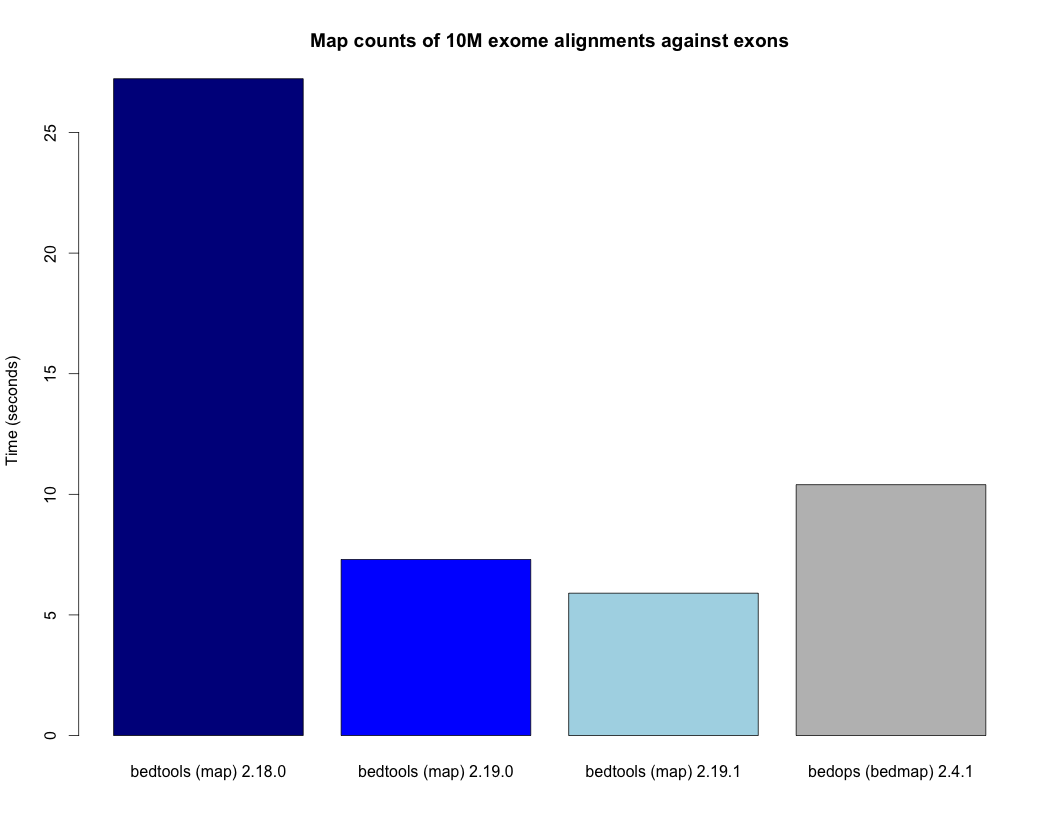 Map counts of 10M exome alignments against exons
Time (seconds)
25
20
15
10
5
0
bedtools (map) 2.18.0
bedtools (map) 2.19.0
bedtools (map) 2.19.1
bedops (bedmap) 2.4.1